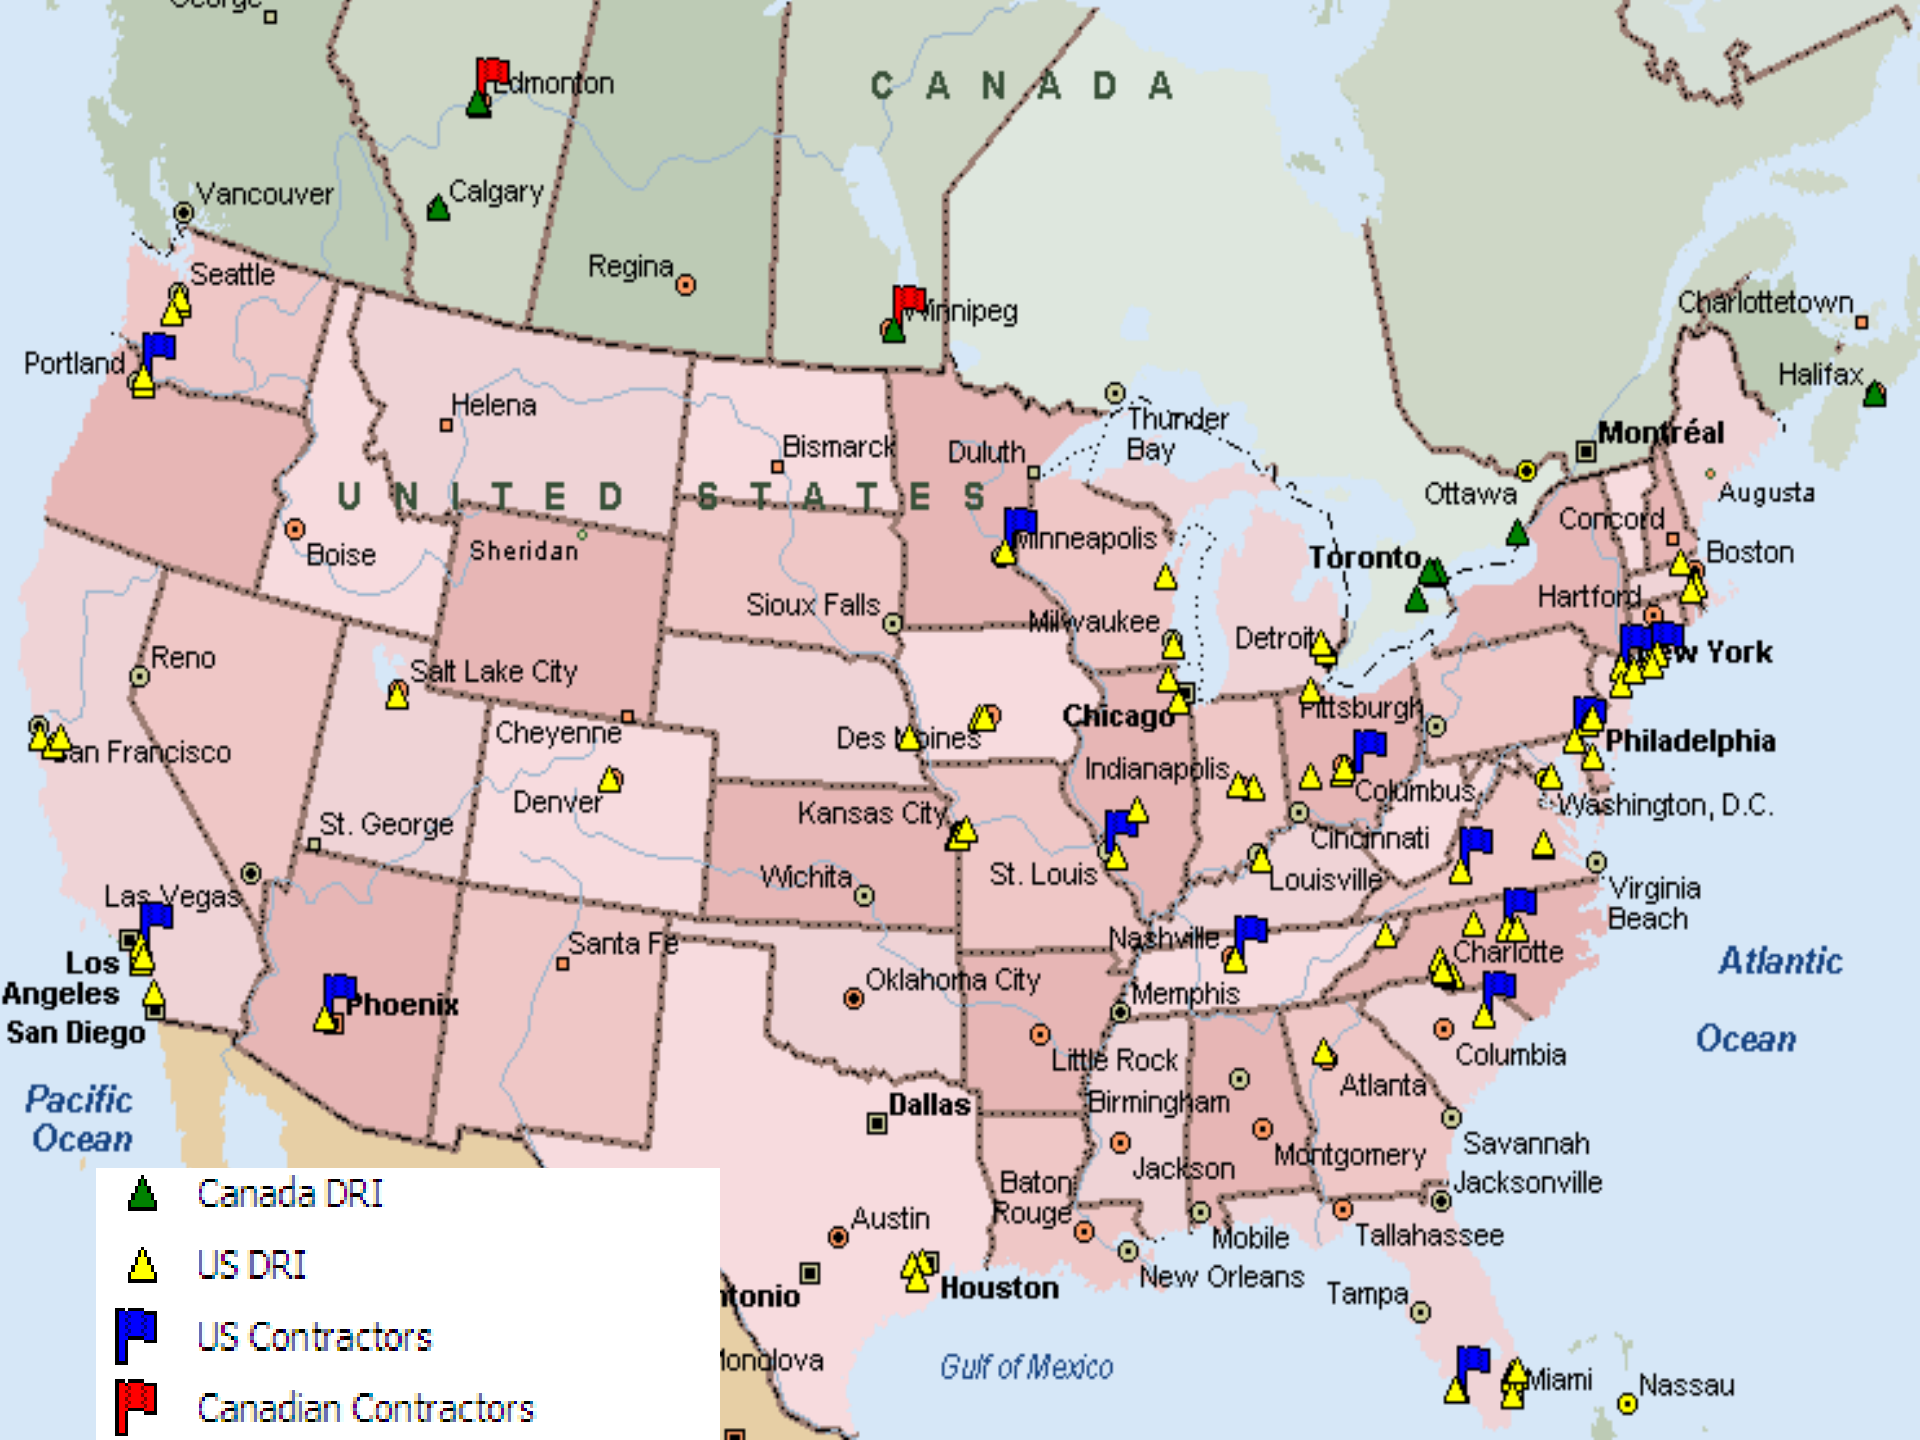 George
Edmonton
CANADA
Vancouver
Calgary
Regina
Winnipeg
Charlottetown
Seattle
Portland
Halifax
Helena
Thunder
Bay
Montréal
Bismarck
Duluth
UNITED STATES
Ottawa
Augusta
Concord
Boise
Sheridan
Minneapolis
Toronto
Boston
Sioux Falls
Hartford
Milwaukee
Detroit
New York
Reno
Salt Lake City
Chicago
Pittsburgh
Cheyenne
Des Moines
Philadelphia
San Francisco
Indianapolis
Denver
Columbus
Washington, D.C.
Kansas City
St. George
Cincinnati
Wichita
St. Louis
Louisville
Las Vegas
Virginia
Beach
Santa Fe
Nashville
Charlotte
Los
Angeles
Atlantic
Ocean
Oklahoma City
Memphis
Phoenix
San Diego
Little Rock
Columbia
Atlanta
Pacific
Ocean
Dallas
Birmingham
Savannah
Montgomery
Jackson
Baton
Rouge
Jacksonville
Canada DRI
Austin
Mobile
Tallahassee
US DRI
New Orleans
Houston
ntonio
Tampa
US Contractors
Monclova
Gulf of Mexico
Miami
Nassau
Canadian Contractors